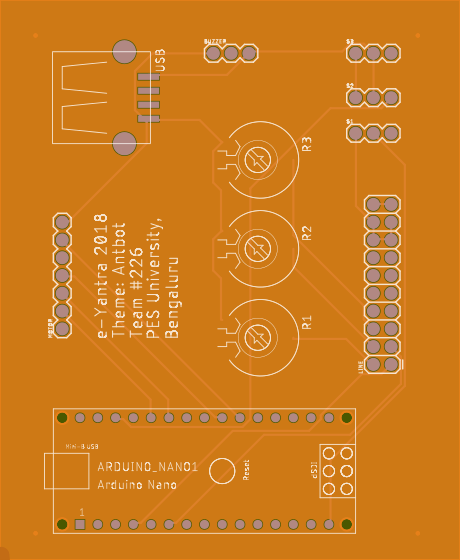 BUZZER
S3
USB
S2
S1
R3
R2
e-Yantra 2018
Theme: Antbot
Team #226
PES University,
Bengaluru
MOTOR
R1
LINE
Mini-B USB
ARDUINO_NANO1
Arduino Nano
Reset
ICSP
1